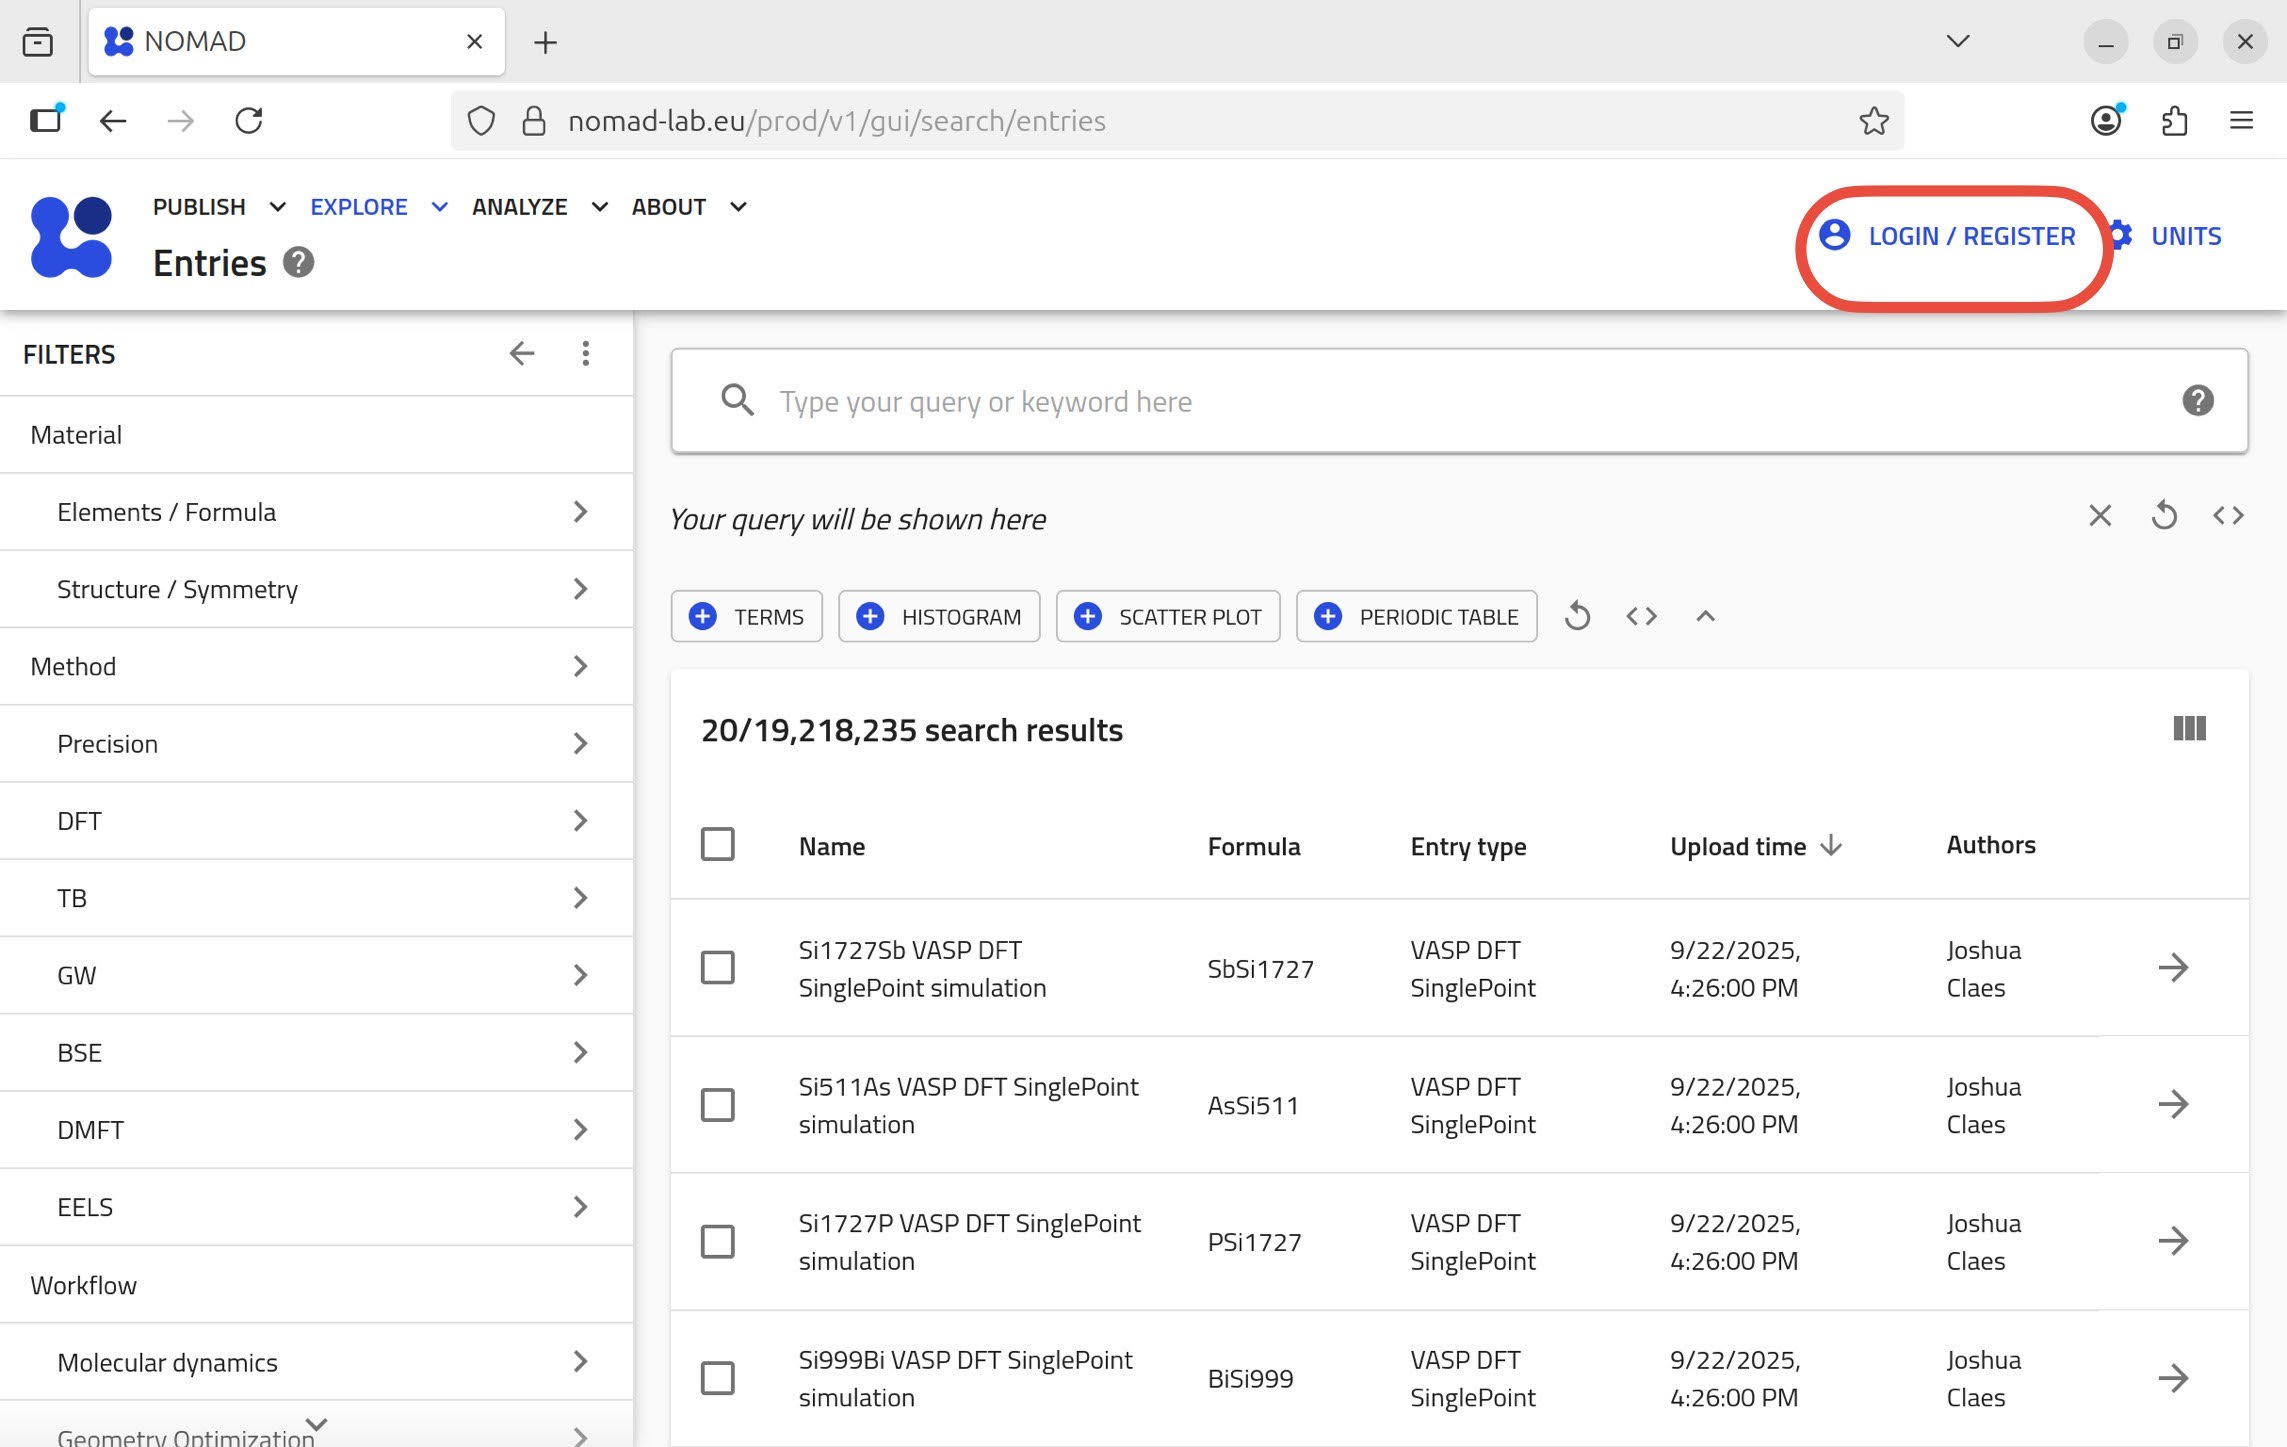 NOMAD
nomad-lab.eu/prod/v1/gui/search/entries
PUBLISH EXPLORE ANALYZE ABOUT
Entries
LOGIN / REGISTER UNITS
FILTERS
Material
Elements / Formula
Structure / Symmetry
Method
Precision
DFT
TB
GW
BSE
DMFT
EELS
Workflow
Molecular dynamics
Geometry Optimization
Type your query or keyword here
Your query will be shown here
TERMS HISTOGRAM SCATTER PLOT PERIODIC TABLE
20/19,218,235 search results
Name Formula Entry type Upload time Authors
Si1727Sb VASP DFT
SinglePoint simulation
SbSi1727
VASP DFT
SinglePoint
9/22/2025,
4:26:00 PM
Joshua
Claes
Si511As VASP DFT SinglePoint
simulation
AsSi511
VASP DFT
SinglePoint
9/22/2025,
4:26:00 PM
Joshua
Claes
Si1727P VASP DFT SinglePoint
simulation
PSi1727
VASP DFT
SinglePoint
9/22/2025,
4:26:00 PM
Joshua
Claes
Si999Bi VASP DFT SinglePoint
simulation
BiSi999
VASP DFT
SinglePoint
9/22/2025,
4:26:00 PM
Joshua
Claes